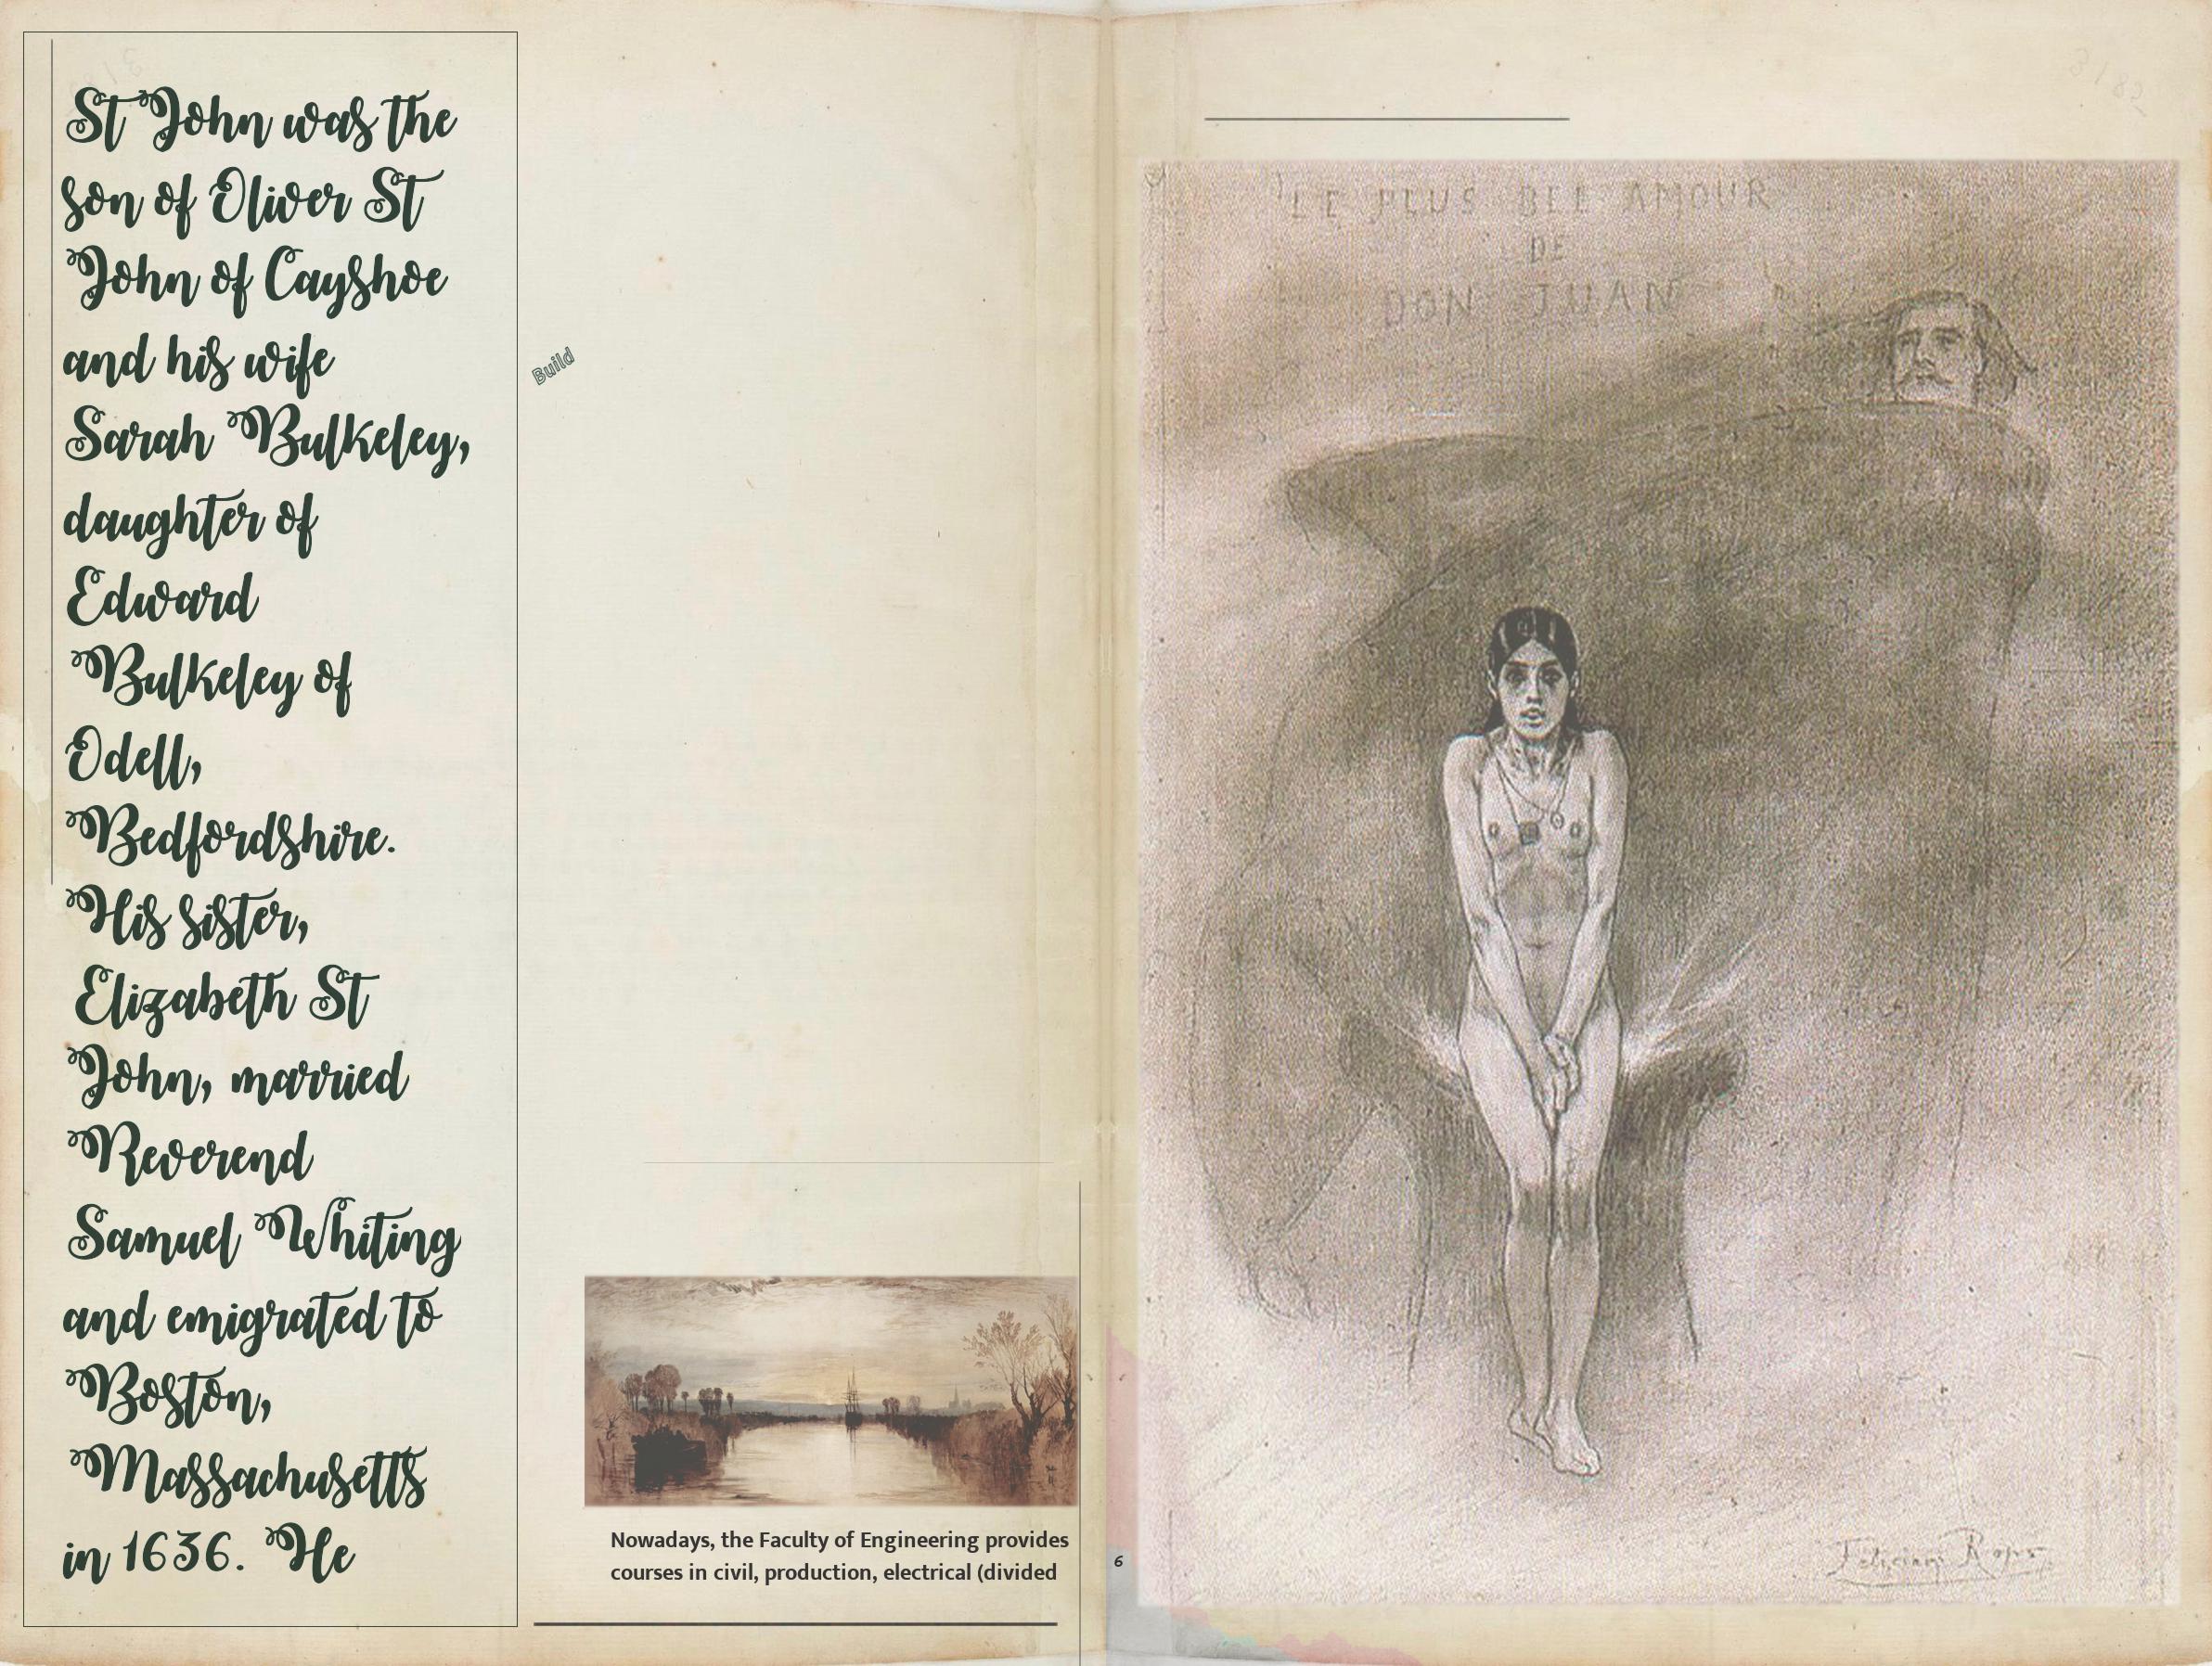 St John was the
son of Oliver St
John of Cayshoe
and his wife
Sarah Bulkeley,
daughter of
Edward
Bulkeley of
Odell,
Bedfordshire.
His sister,
Elizabeth St
John, married
Reverend
Samuel Whiting
and emigrated to
Boston,
Massachusetts
in 1636. He
Build
Nowadays, the Faculty of Engineering provides
courses in civil, production, electrical (divided
6
LE PLUS BEL AMOUR
DE
DON JUAN
Félicien Rops
3182